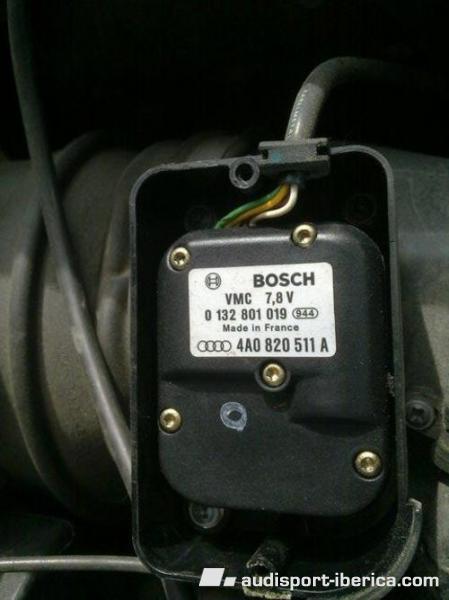 BOSCH
VMC 7,8 V
0 132 801 019 944
Made in France
4A0 820 511 A
audisport-iberica.com